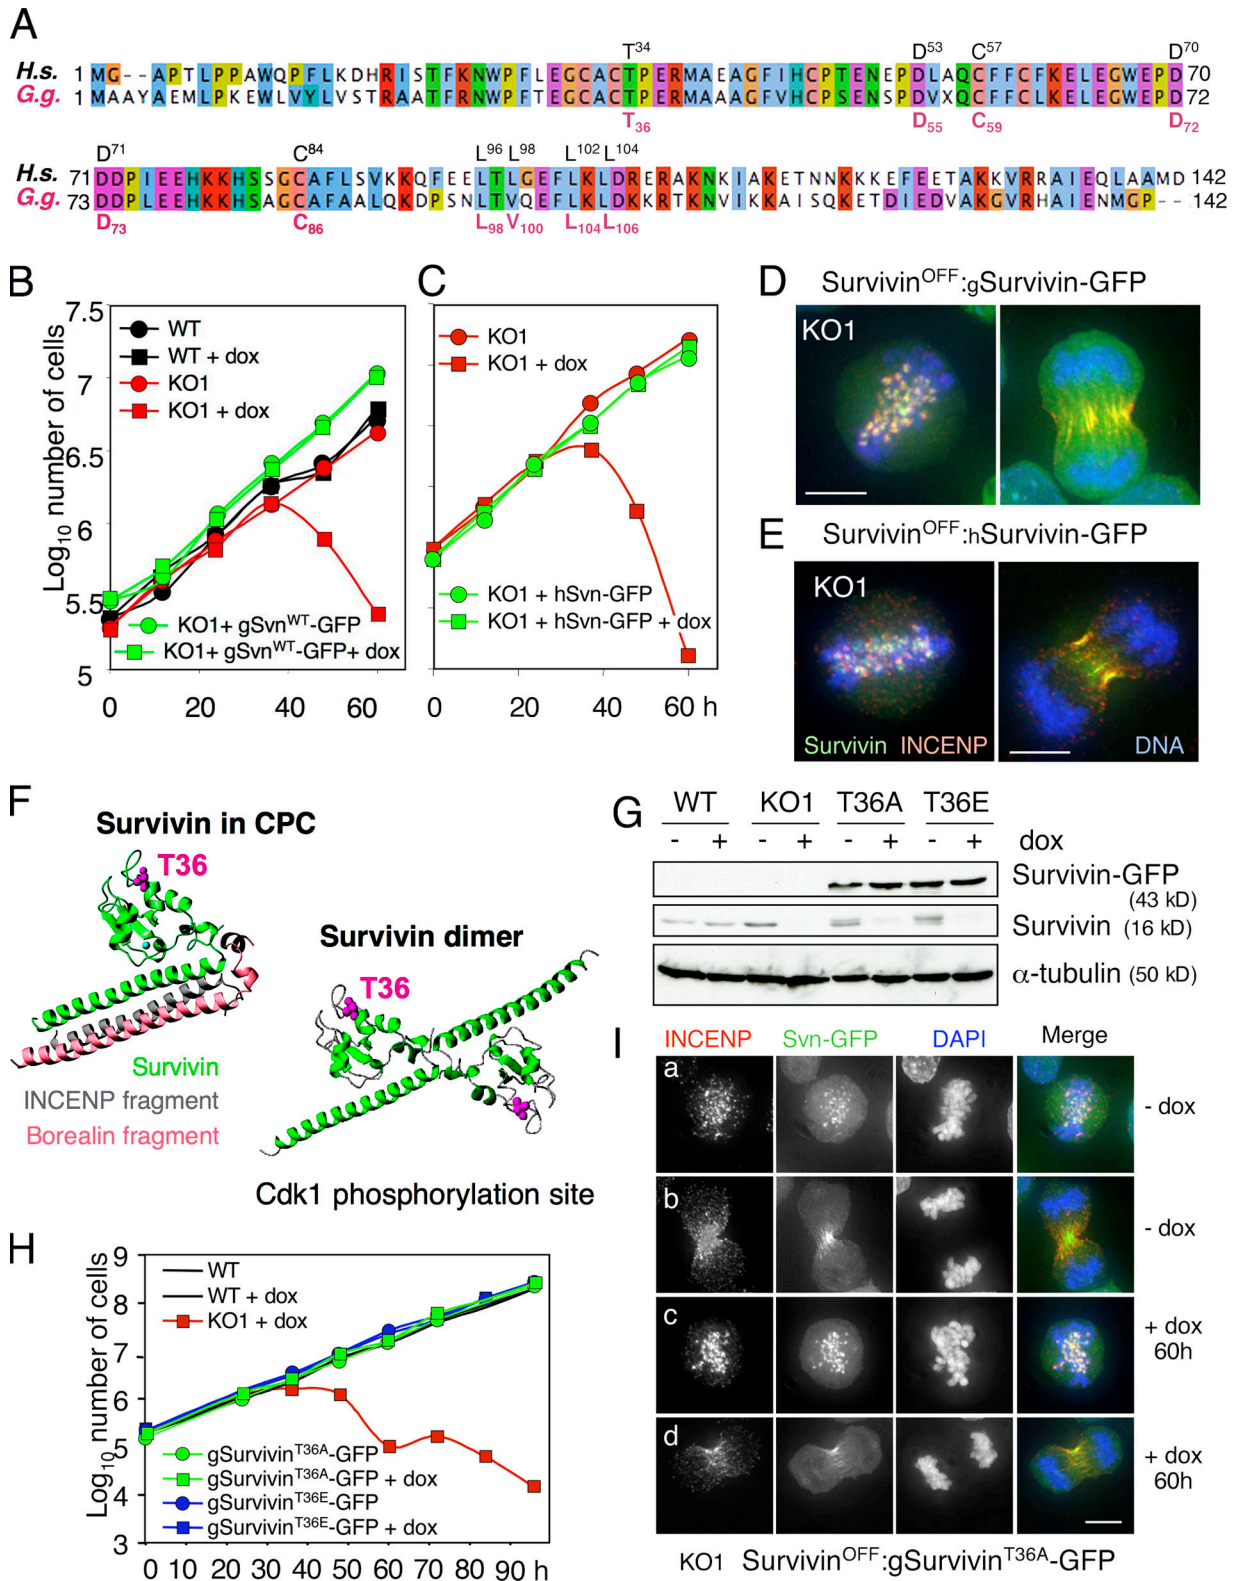 A
T34 D53 C57 D70
H.s. 1 MG--APTLPPAWQPFLKDHRISTFKNWPFLEGCACTPERMAEAGFIHCPTENEPDLAQCFFCFKELEGWEPD 70
G.g. 1 MAAYAEMLPKEWLVYLVSTRAATFRNWPFTEGCACTPERMAAAGFVHCPSENSPDVXQCFFCLKELEGWEPD 72
T36 D55 C59 D72
D71 C84 L96 L98 L102 L104
H.s. 71 DDPIEEHKKHSSGCAFLSVKKQFEELTLGEFLKLDRERAKNKIAKETNNKKKEFEETAKKVRRAIEQLAAMD 142
G.g. 73 DDPLEEHKKHSAGCAFAALQKDPSNLTVQEFLKLDKKRTKNVIKKAISQKETDIEDVAKGVRHAIENMGP-- 142
D73 C86 L98 V100 L104 L106
B
7.5
7
6.5
6
5.5
5
Log10 number of cells
WT
WT + dox
KO1
KO1 + dox
KO1+ gSvnWT-GFP
KO1+ gSvnWT-GFP+ dox
0 20 40 60
C
KO1
KO1 + dox
KO1 + hSvn-GFP
KO1 + hSvn-GFP + dox
0 20 40 60 h
D
SurvivinOFF:gSurvivin-GFP
KO1
E
SurvivinOFF:hSurvivin-GFP
KO1
Survivin INCENP DNA
F
Survivin in CPC
T36
Survivin dimer
T36
Survivin
INCENP fragment
Borealin fragment
Cdk1 phosphorylation site
G
WT KO1 T36A T36E
- + - + - + - + dox
Survivin-GFP
(43 kD)
Survivin (16 kD)
α-tubulin (50 kD)
H
9
8
7
6
5
4
3
Log10 number of cells
WT
WT + dox
KO1 + dox
gSurvivinT36A-GFP
gSurvivinT36A-GFP + dox
gSurvivinT36E-GFP
gSurvivinT36E-GFP + dox
0 10 20 30 40 50 60 70 80 90 h
I
INCENP Svn-GFP DAPI Merge
a
- dox
b
- dox
c
+ dox
60h
d
+ dox
60h
KO1 SurvivinOFF:gSurvivinT36A-GFP